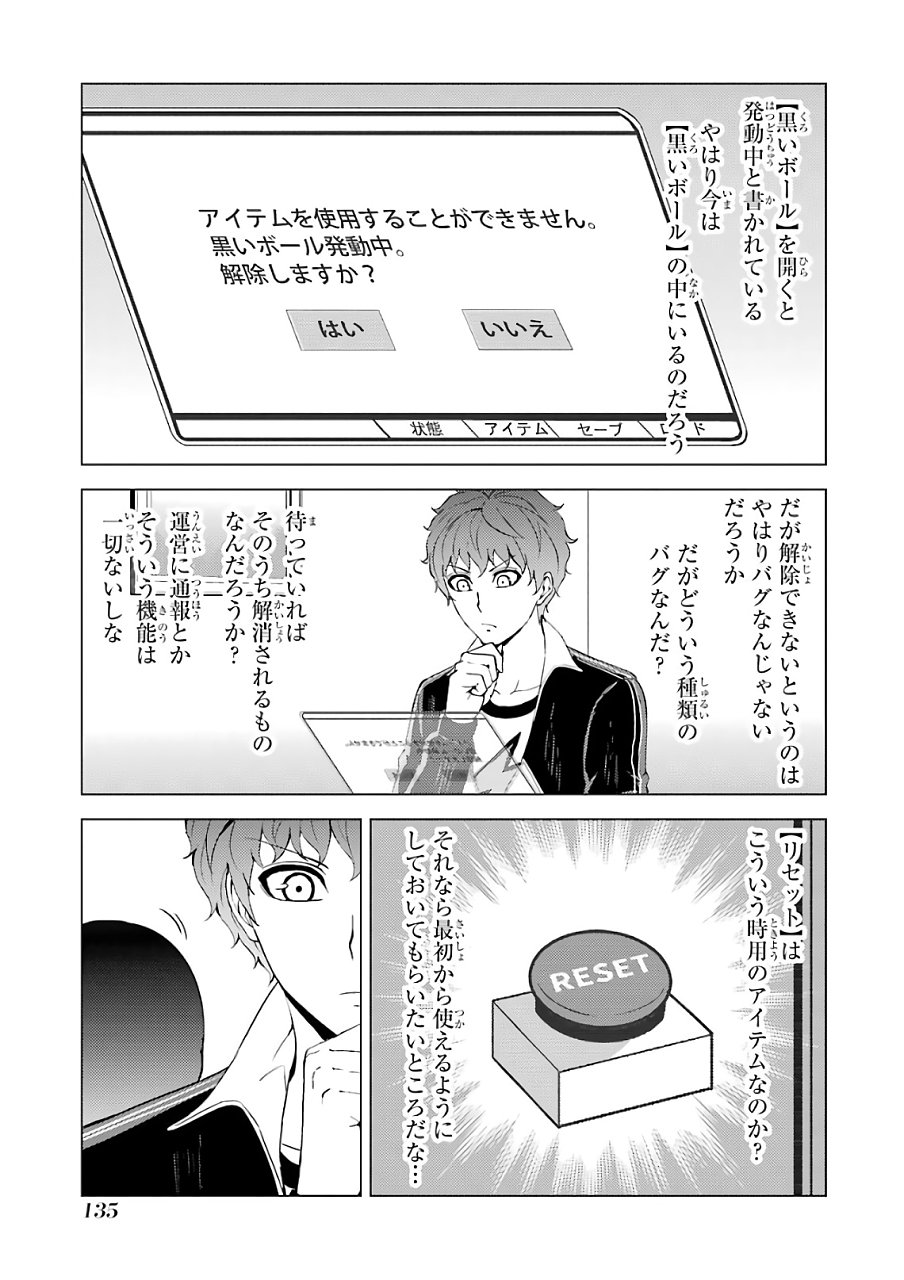 【黒いボール】を開くと
発動中と書かれている
やはり今は
【黒いボール】の中にいるのだろう
アイテムを使用することができません。
黒いボール発動中。
解除しますか？
はい
いいえ
状態
アイテム
セーブ
だが解除できないというのは
やはりバグなんじゃない
だろうか
だがどういう種類の
バグなんだ？
待っていれば
そのうち解消されるもの
なんだろうか？
運営に通報とか
そういう機能は
一切ないしな
【リセット】は
こういう時用のアイテムなのか？
RESET
それなら最初から使えるように
しておいてもらいたいところだな…
135